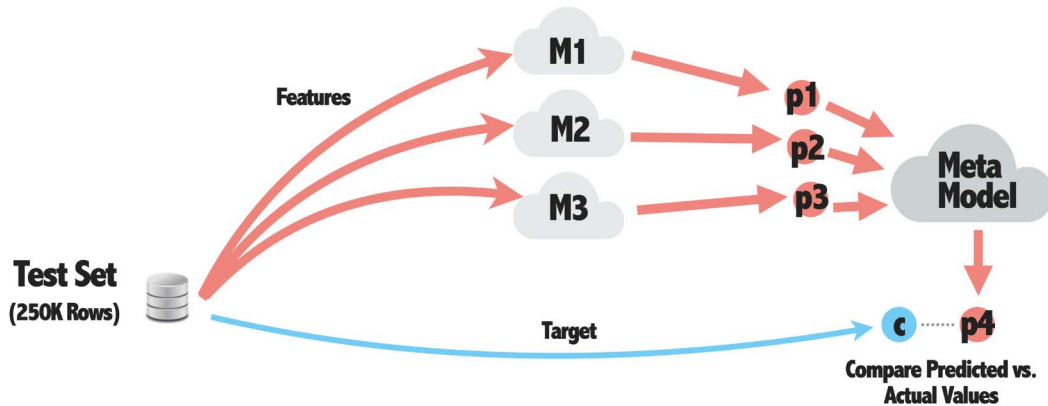 M1
Features
p1
M2
p2
Meta
Model
M3
p3
Test Set
(250K Rows)
Target
c
p4
Compare Predicted vs.
Actual Values